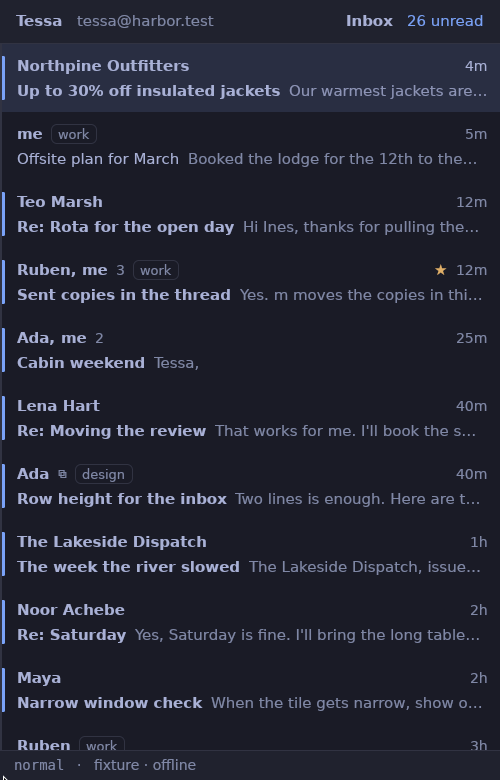 Tessa tessa@harbor.test Inbox 26 unread
Northpine Outfitters 4m
Up to 30% off insulated jackets Our warmest jackets are…
me work 5m
Offsite plan for March Booked the lodge for the 12th to the…
Teo Marsh 12m
Re: Rota for the open day Hi Ines, thanks for pulling the…
Ruben, me 3 work ★ 12m
Sent copies in the thread Yes. m moves the copies in thi…
Ada, me 2 25m
Cabin weekend Tessa,
Lena Hart 40m
Re: Moving the review That works for me. I'll book the s…
Ada design 40m
Row height for the inbox Two lines is enough. Here are t…
The Lakeside Dispatch 1h
The week the river slowed The Lakeside Dispatch, issue…
Noor Achebe 2h
Re: Saturday Yes, Saturday is fine. I'll bring the long table…
Maya 2h
Narrow window check When the tile gets narrow, show o…
Ruben work 3h
normal · fixture · offline